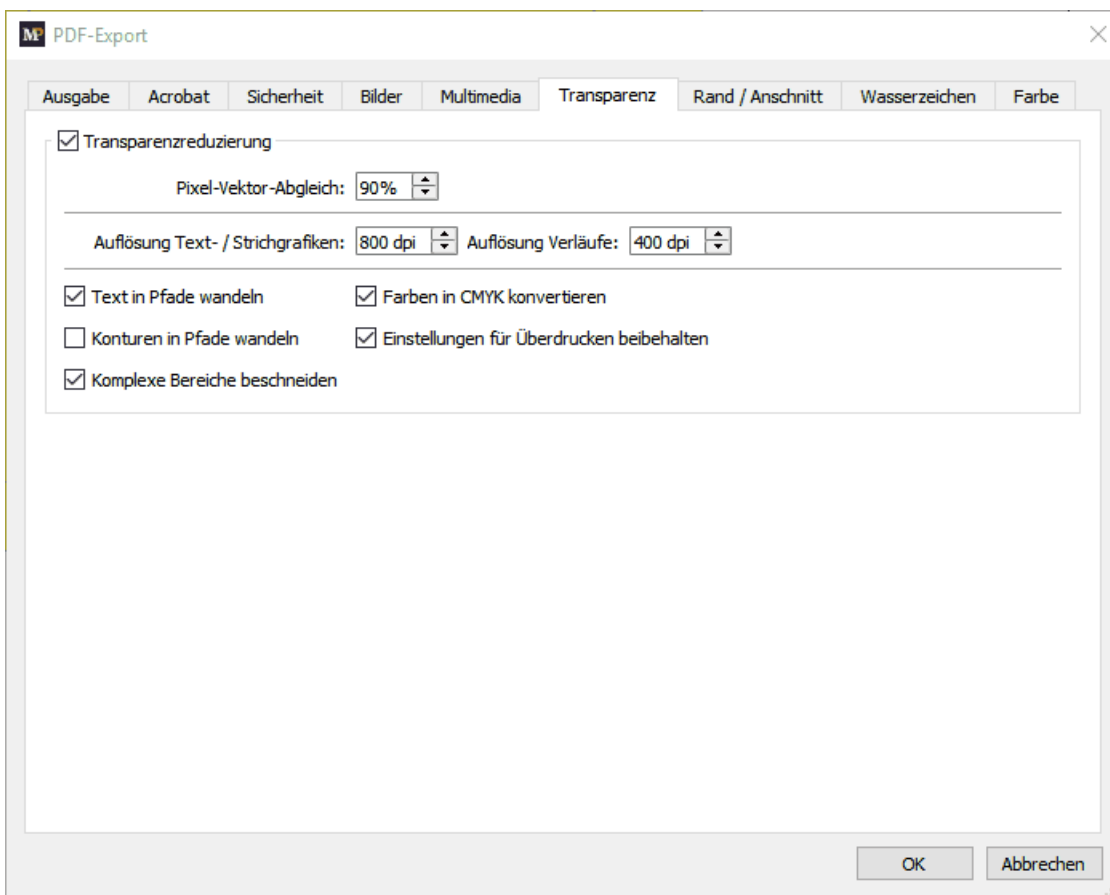 MP PDF-Export
Ausgabe Acrobat Sicherheit Bilder Multimedia Transparenz Rand / Anschnitt Wasserzeichen Farbe
Transparenzreduzierung
Pixel-Vektor-Abgleich: 90%
Auflösung Text- / Strichgrafiken: 800 dpi Auflösung Verläufe: 400 dpi
Text in Pfade wandeln Farben in CMYK konvertieren
Konturen in Pfade wandeln Einstellungen für Überdrucken beibehalten
Komplexe Bereiche beschneiden
OK Abbrechen